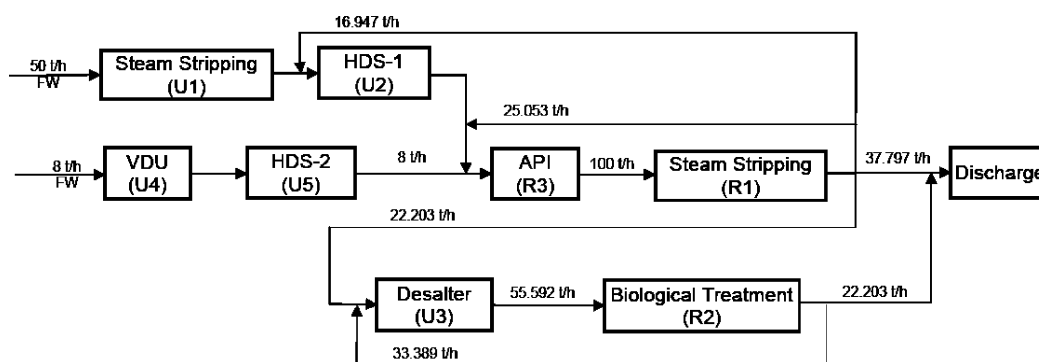 16.947 t/h
50 t/h
FW
Steam Stripping
(U1)
HDS-1
(U2)
25.053 t/h
8 t/h
FW
VDU
(U4)
HDS-2
(U5)
8 t/h
API
(R3)
100 t/h
Steam Stripping
(R1)
37.797 t/h
Discharge
22.203 t/h
Desalter
(U3)
55.592 t/h
Biological Treatment
(R2)
22.203 t/h
33.389 t/h